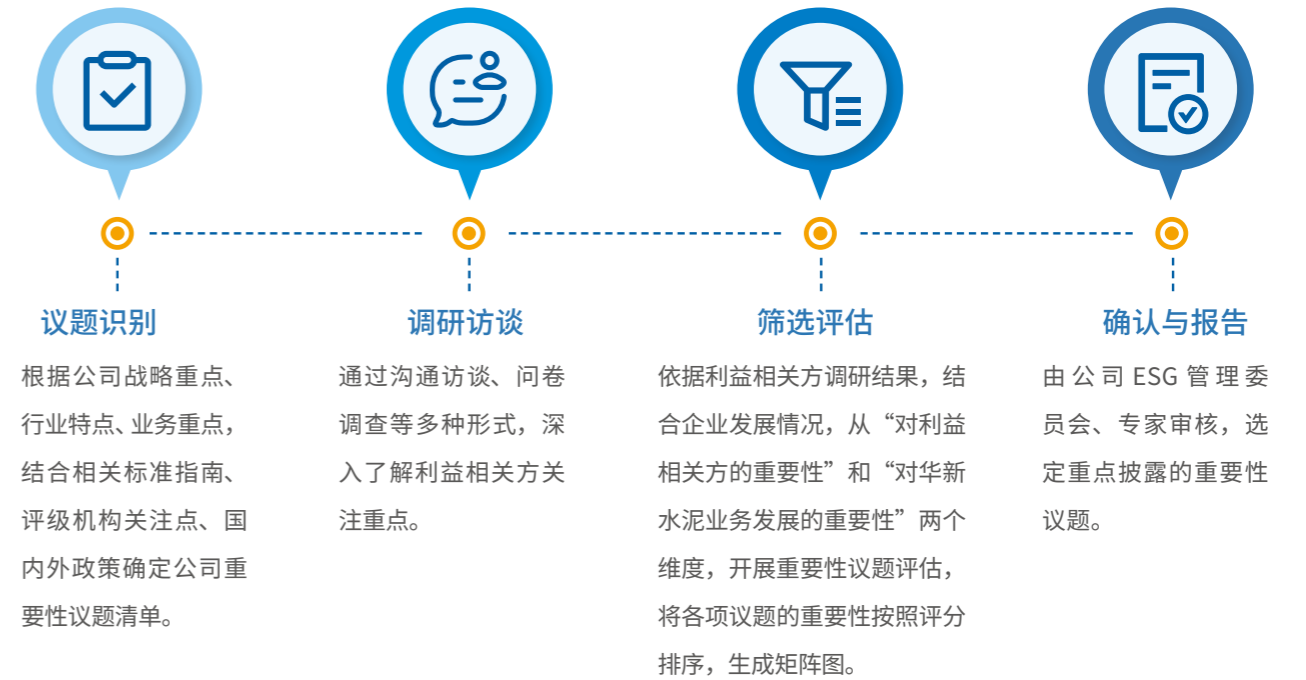 议题识别
根据公司战略重点、
行业特点、业务重点，
结合相关标准指南、
评级机构关注点、国
内外政策确定公司重
要性议题清单。
调研访谈
通过沟通访谈、问卷
调查等多种形式，深
入了解利益相关方关
注重点。
筛选评估
依据利益相关方调研结果，结
合企业发展情况，从“对利益
相关方的重要性”和“对华新
水泥业务发展的重要性”两个
维度，开展重要性议题评估，
将各项议题的重要性按照评分
排序，生成矩阵图。
确认与报告
由公司 ESG 管理委
员会、专家审核，选
定重点披露的重要性
议题。